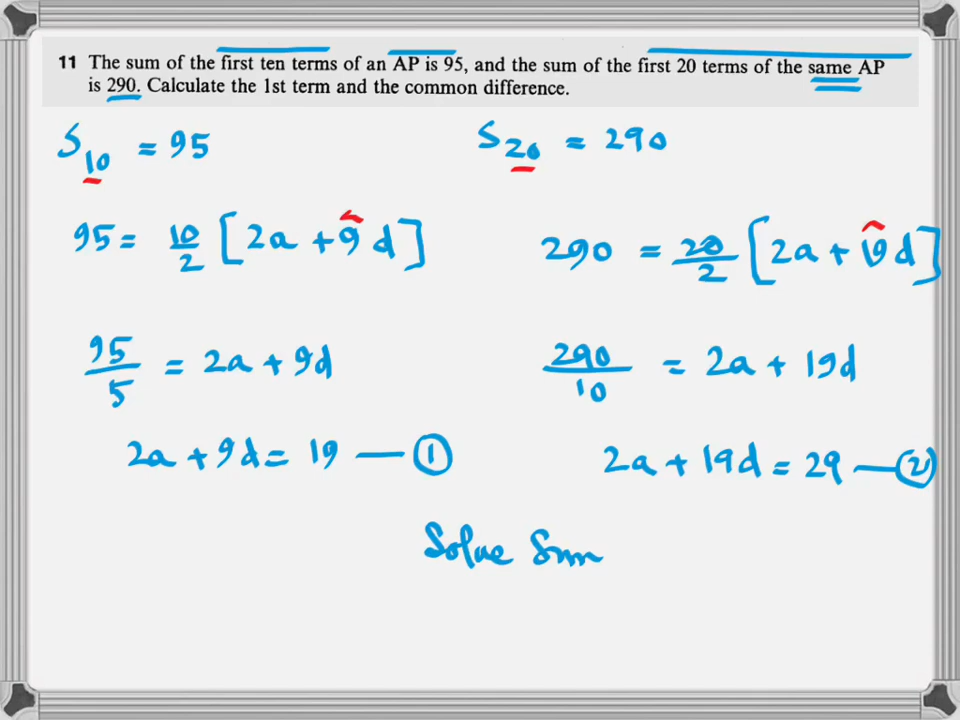 11 The sum of the first ten terms of an AP is 95, and the sum of the first 20 terms of the same AP
is 290. Calculate the 1st term and the common difference.
S₁₀ = 95
S₂₀ = 290
95 = 10/2 [2a + 9d]
290 = 20/2 [2a + 19d]
95/5 = 2a + 9d
290/10 = 2a + 19d
2a + 9d = 19 — ①
2a + 19d = 29 — ②
Solve Sim